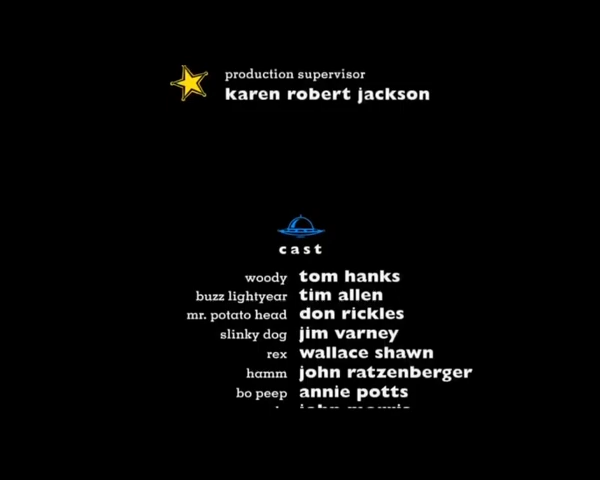 production supervisor
karen robert jackson
cast
woody tom hanks
buzz lightyear tim allen
mr. potato head don rickles
slinky dog jim varney
rex wallace shawn
hamm john ratzenberger
bo peep annie potts